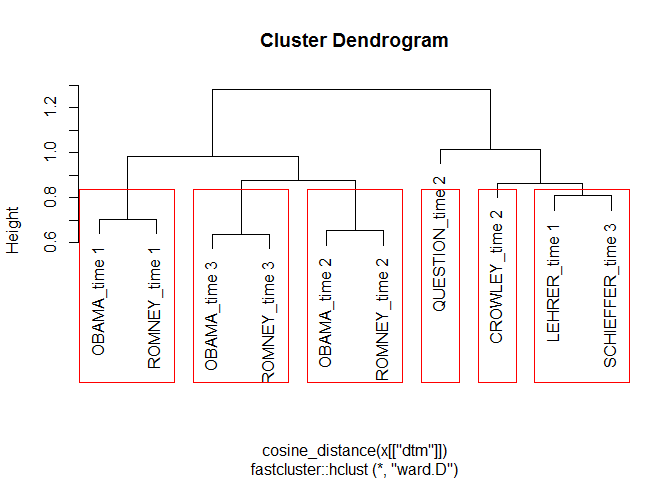 Cluster Dendrogram
Height
1.2
1.0
0.8
0.6
OBAMA_time 1
ROMNEY_time 1
OBAMA_time 3
ROMNEY_time 3
OBAMA_time 2
ROMNEY_time 2
QUESTION_time 2
CROWLEY_time 2
LEHRER_time 1
SCHIEFFER_time 3
cosine_distance(x[["dtm"]])
fastcluster::hclust (*, "ward.D")